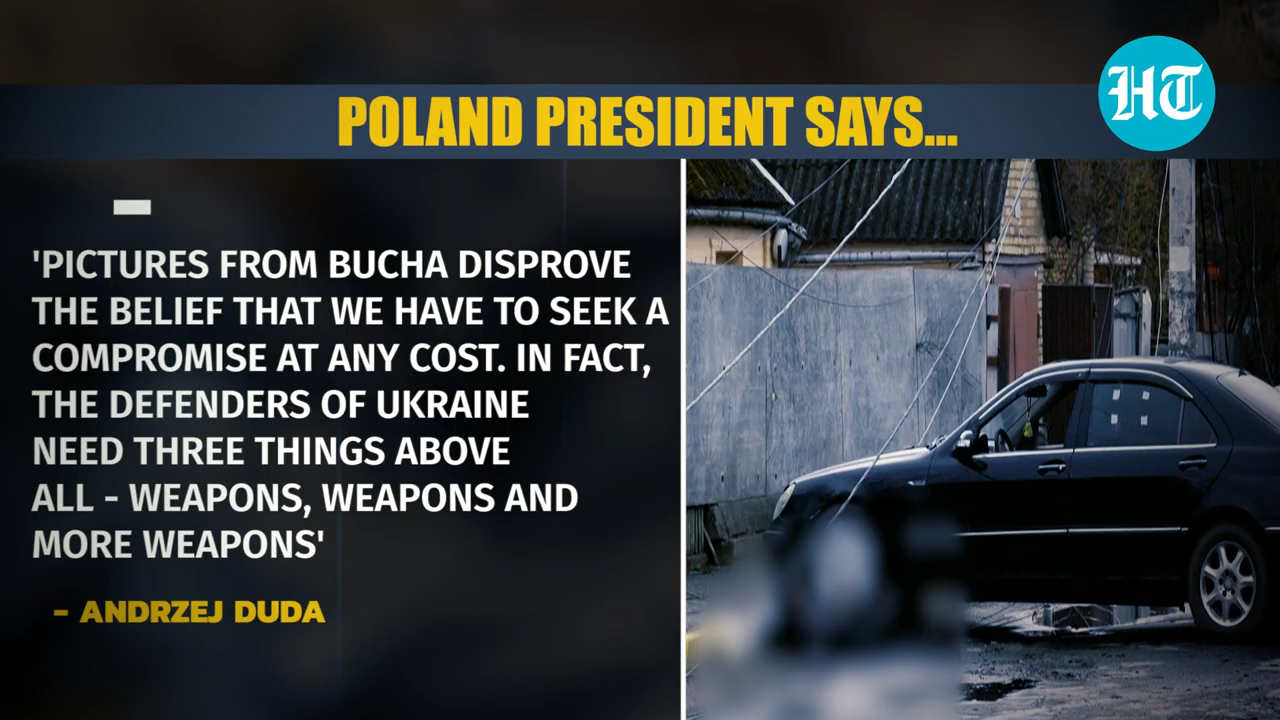 POLAND PRESIDENT SAYS...
HT
'PICTURES FROM BUCHA DISPROVE
THE BELIEF THAT WE HAVE TO SEEK A
COMPROMISE AT ANY COST. IN FACT,
THE DEFENDERS OF UKRAINE
NEED THREE THINGS ABOVE
ALL - WEAPONS, WEAPONS AND
MORE WEAPONS'
- ANDRZEJ DUDA